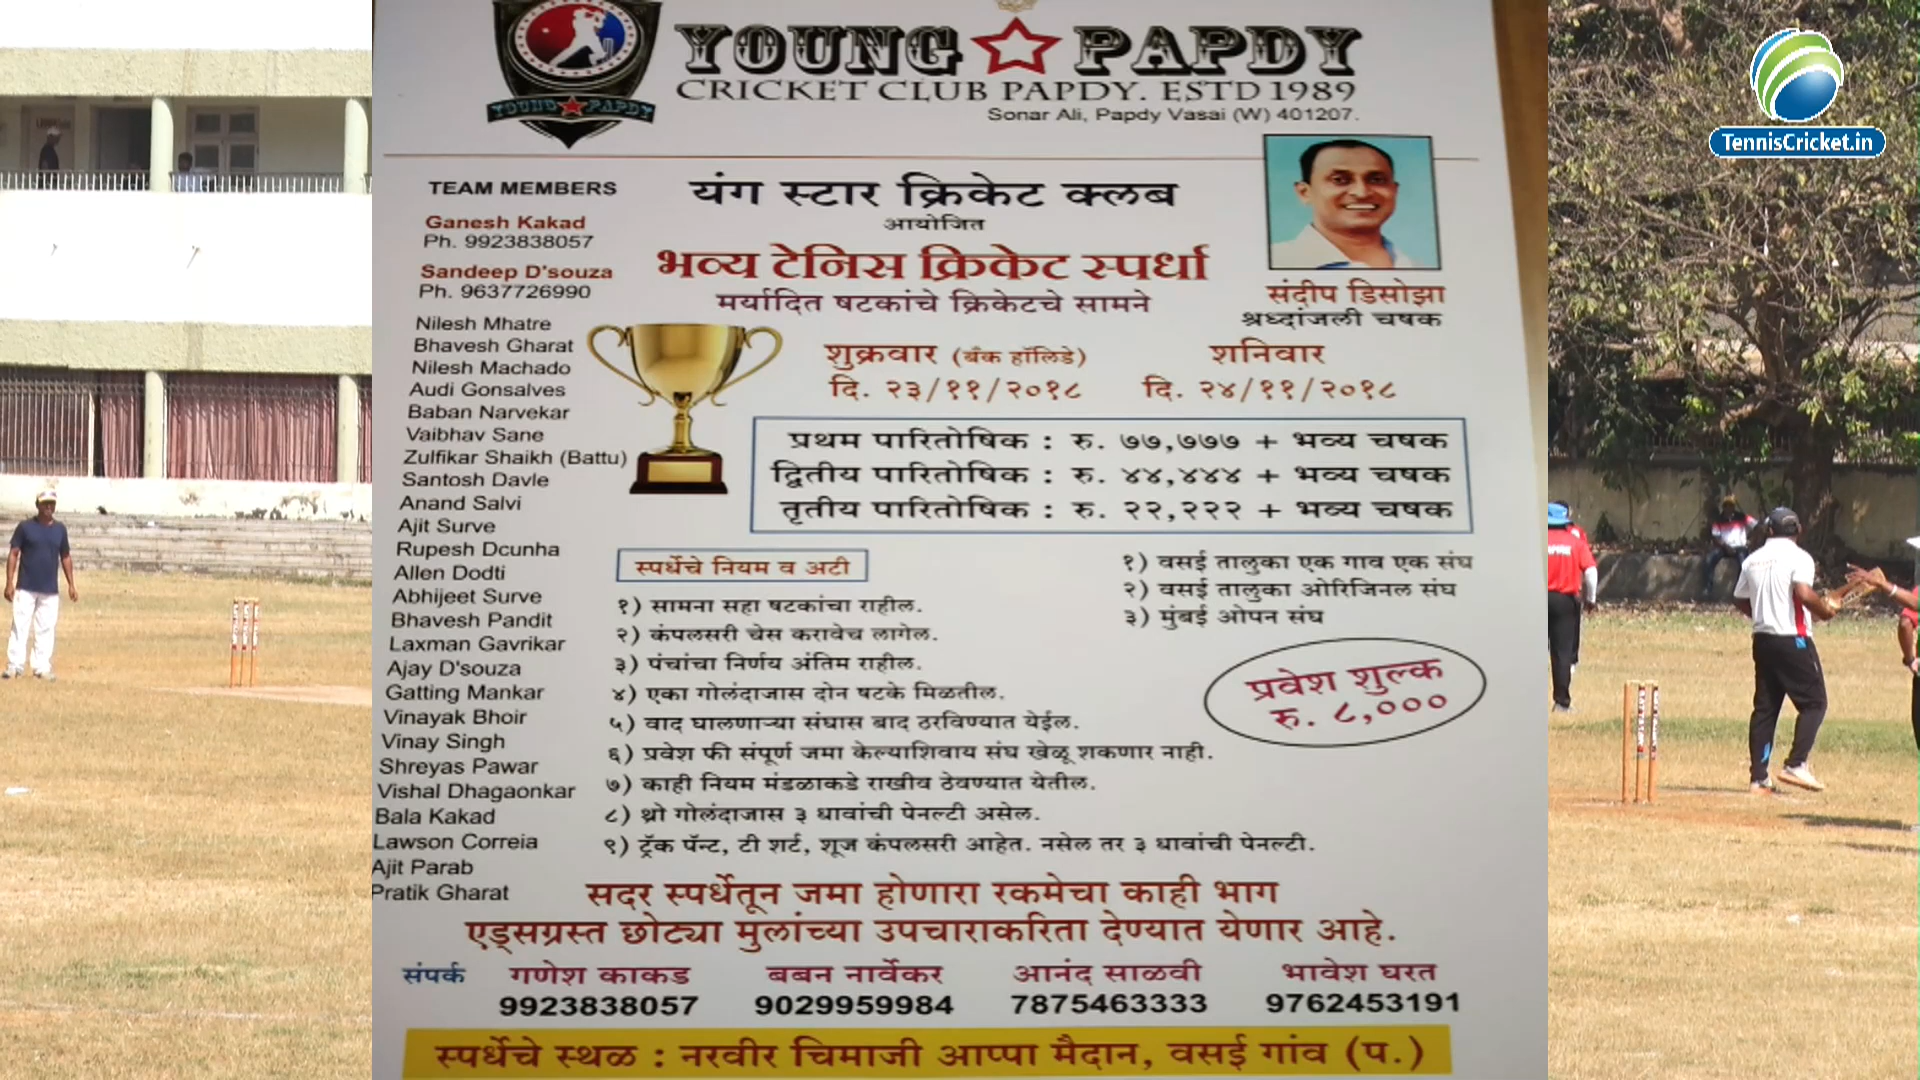 YOUNG PAPDY
YOUNG PAPDY
CRICKET CLUB PAPDY. ESTD 1989
Sonar Ali, Papdy Vasai (W) 401207.
TennisCricket.in
TEAM MEMBERS
Ganesh Kakad
Ph. 9923838057
Sandeep D'souza
Ph. 9637726990
Nilesh Mhatre
Bhavesh Gharat
Nilesh Machado
Audi Gonsalves
Baban Narvekar
Vaibhav Sane
Zulfikar Shaikh (Battu)
Santosh Davle
Anand Salvi
Ajit Surve
Rupesh Dcunha
Allen Dodti
Abhijeet Surve
Bhavesh Pandit
Laxman Gavrikar
Ajay D'souza
Gatting Mankar
Vinayak Bhoir
Vinay Singh
Shreyas Pawar
Vishal Dhagaonkar
Bala Kakad
Lawson Correia
Ajit Parab
Pratik Gharat
यंग स्टार क्रिकेट क्लब
आयोजित
भव्य टेनिस क्रिकेट स्पर्धा
मर्यादित षटकांचे क्रिकेटचे सामने
संदीप डिसोझा
श्रध्दांजली चषक
शुक्रवार (बँक हॉलिडे)
दि. २३/११/२०१८
शनिवार
दि. २४/११/२०१८
प्रथम पारितोषिक : रु. ७७,७७७ + भव्य चषक
द्वितीय पारितोषिक : रु. ४४,४४४ + भव्य चषक
तृतीय पारितोषिक : रु. २२,२२२ + भव्य चषक
स्पर्धेचे नियम व अटी
१) सामना सहा षटकांचा राहील.
२) कंपलसरी चेस करावेच लागेल.
३) पंचांचा निर्णय अंतिम राहील.
४) एका गोलंदाजास दोन षटके मिळतील.
५) वाद घालणाऱ्या संघास बाद ठरविण्यात येईल.
६) प्रवेश फी संपूर्ण जमा केल्याशिवाय संघ खेळू शकणार नाही.
७) काही नियम मंडळाकडे राखीव ठेवण्यात येतील.
८) थ्रो गोलंदाजास ३ धावांची पेनल्टी असेल.
९) ट्रॅक पॅन्ट, टी शर्ट, शूज कंपलसरी आहेत. नसेल तर ३ धावांची पेनल्टी.
१) वसई तालुका एक गाव एक संघ
२) वसई तालुका ओरिजिनल संघ
३) मुंबई ओपन संघ
प्रवेश शुल्क
रु. ८,०००
सदर स्पर्धेतून जमा होणारा रकमेचा काही भाग
एड्सग्रस्त छोट्या मुलांच्या उपचाराकरिता देण्यात येणार आहे.
संपर्क गणेश काकड बबन नार्वेकर आनंद साळवी भावेश घरत
9923838057 9029959984 7875463333 9762453191
स्पर्धेचे स्थळ : नरवीर चिमाजी आप्पा मैदान, वसई गांव (प.)